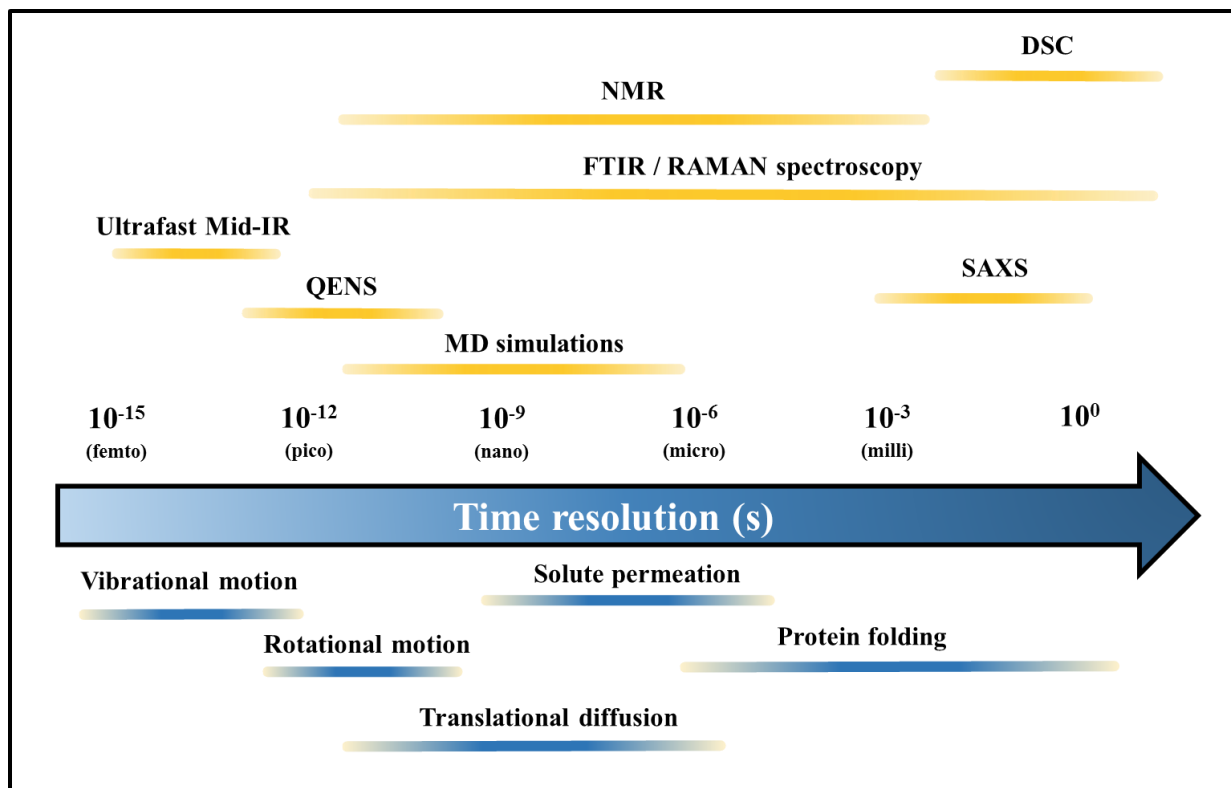 DSC
NMR
FTIR / RAMAN spectroscopy
Ultrafast Mid-IR
SAXS
QENS
MD simulations
10⁻¹⁵ 10⁻¹² 10⁻⁹ 10⁻⁶ 10⁻³ 10⁰
(femto) (pico) (nano) (micro) (milli)
Time resolution (s)
Vibrational motion
Solute permeation
Rotational motion
Protein folding
Translational diffusion